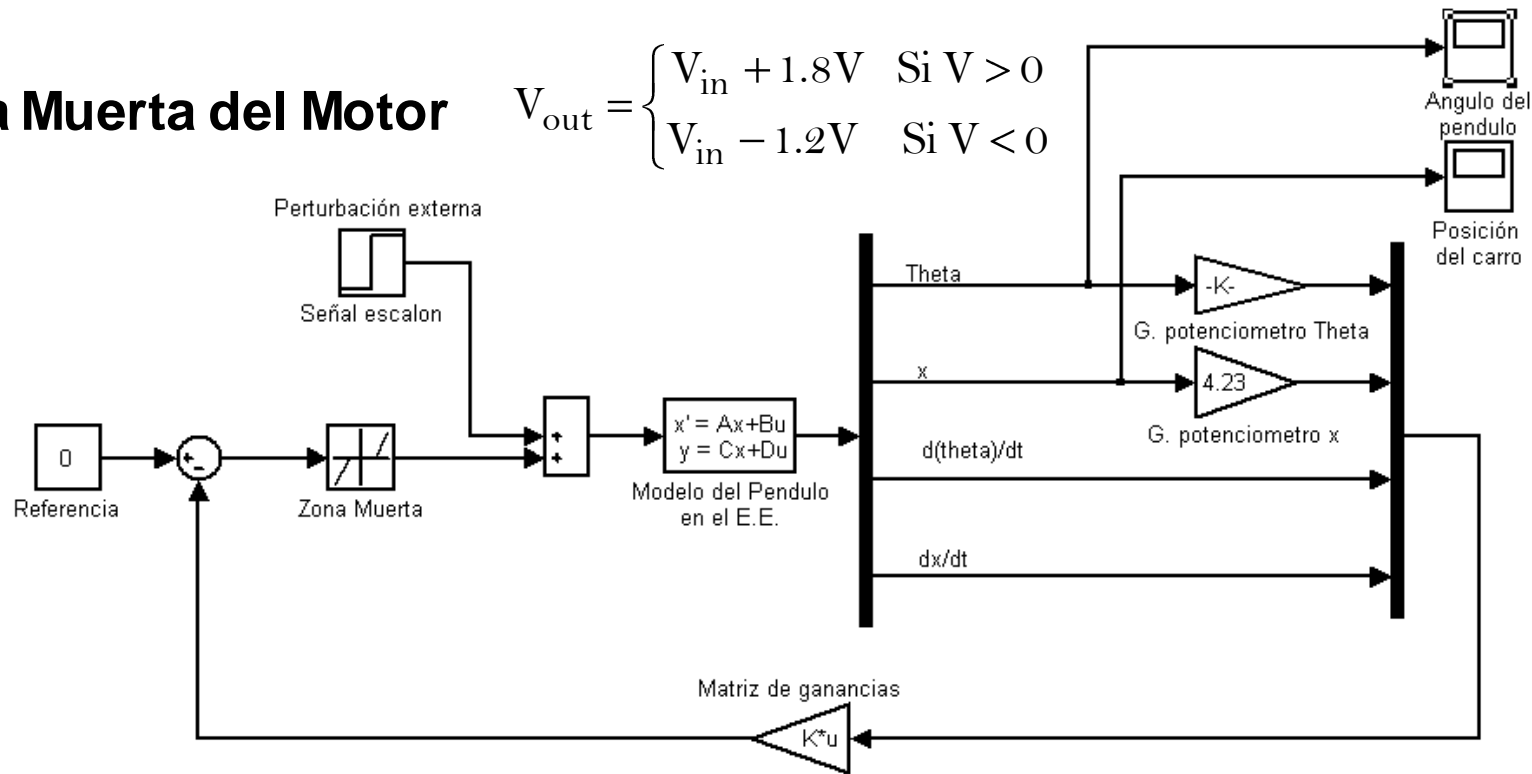 a Muerta del Motor
V_out = { V_in + 1.8V Si V > 0
V_in − 1.2V Si V < 0
Angulo del
pendulo
Posición
del carro
Perturbación externa
Señal escalon
Theta
-K-
G. potenciometro Theta
x
4.23
G. potenciometro x
d(theta)/dt
dx/dt
0
Referencia
+
-
Zona Muerta
+
+
x' = Ax+Bu
y = Cx+Du
Modelo del Pendulo
en el E.E.
Matriz de ganancias
K*u